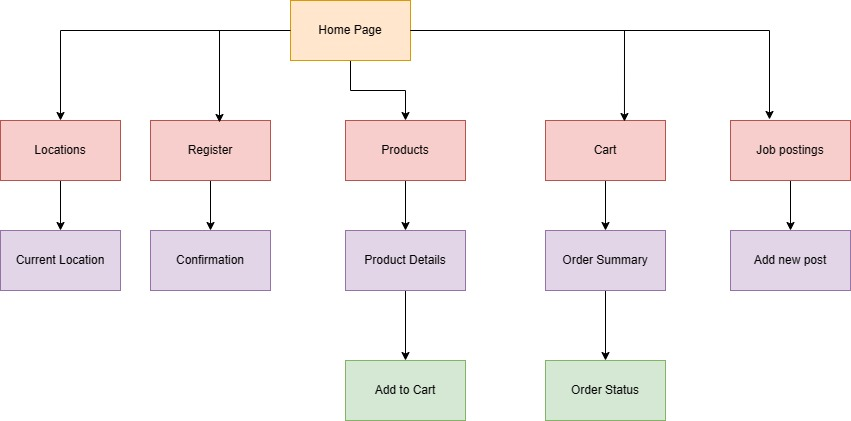 Home Page
Locations
Register
Products
Cart
Job postings
Current Location
Confirmation
Product Details
Order Summary
Add new post
Add to Cart
Order Status